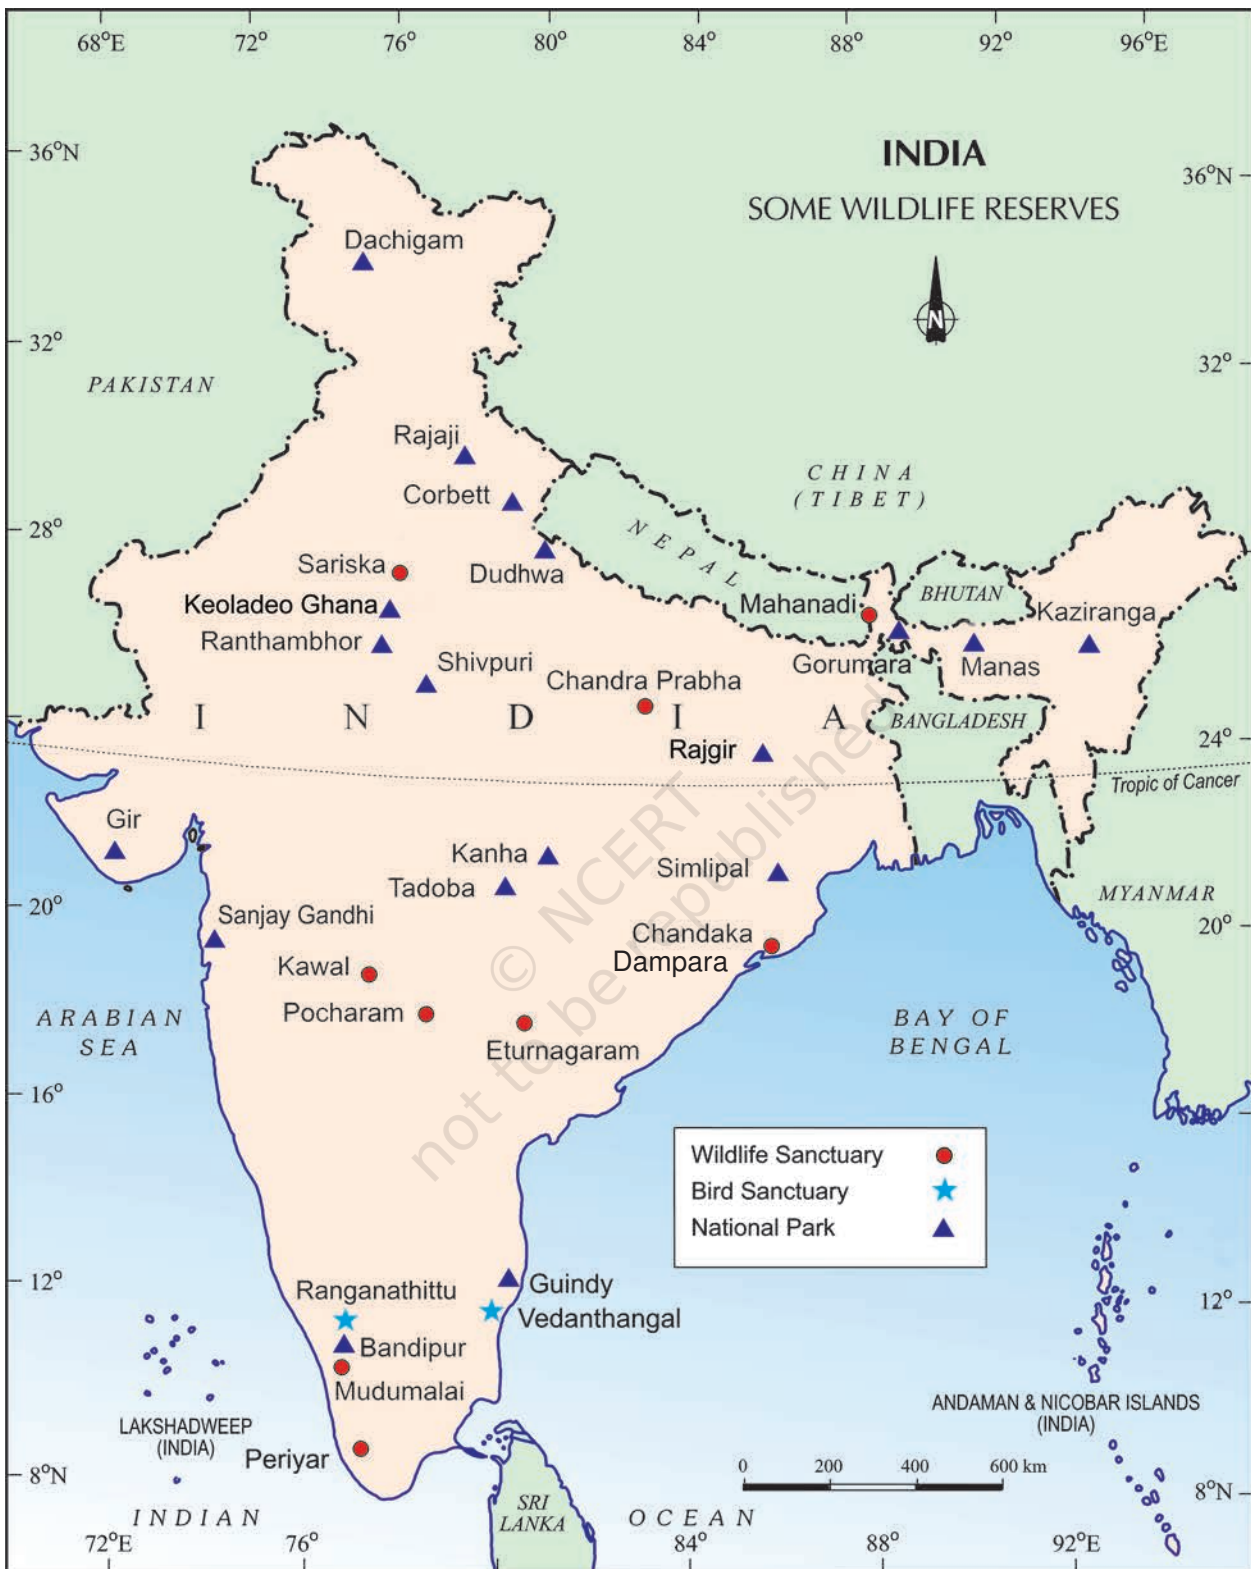 68°E 72° 76° 80° 84° 88° 92° 96°E
36°N
INDIA
36°N
SOME WILDLIFE RESERVES
N
Dachigam
32°
32°
PAKISTAN
Rajaji
CHINA
(TIBET)
Corbett
28°
28°
NEPAL
Sariska
Dudhwa
BHUTAN
Mahanadi
Kaziranga
Keoladeo Ghana
Ranthambhor
Gorumara
Manas
Shivpuri
Chandra Prabha
INDIA
BANGLADESH
24°
Rajgir
Tropic of Cancer
Gir
Kanha
Simlipal
Tadoba
MYANMAR
20°
20°
Sanjay Gandhi
Chandaka
Dampara
Kawal
Pocharam
ARABIAN
SEA
BAY OF
BENGAL
Eturnagaram
© NCERT
not to be republished
16°
Wildlife Sanctuary
Bird Sanctuary
National Park
12°
12°
Ranganathittu
Guindy
Vedanthangal
Bandipur
Mudumalai
LAKSHADWEEP
(INDIA)
ANDAMAN & NICOBAR ISLANDS
(INDIA)
Periyar
0 200 400 600 km
8°N
8°N
SRI
LANKA
INDIAN OCEAN
72°E 76° 84° 88° 92°E